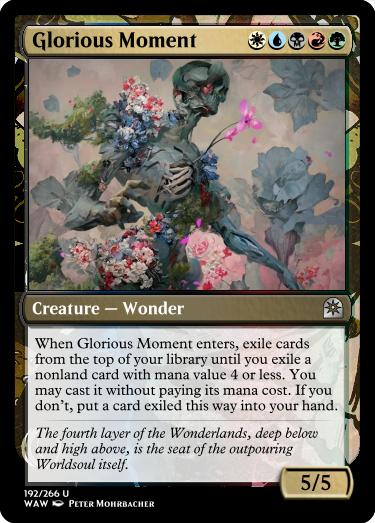 Glorious Moment
Creature — Wonder
When Glorious Moment enters, exile cards
from the top of your library until you exile a
nonland card with mana value 4 or less. You
may cast it without paying its mana cost. If you
don't, put a card exiled this way into your hand.
The fourth layer of the Wonderlands, deep below
and high above, is the seat of the outpouring
Worldsoul itself.
5/5
192/266 U
WAW Peter Mohrbacher